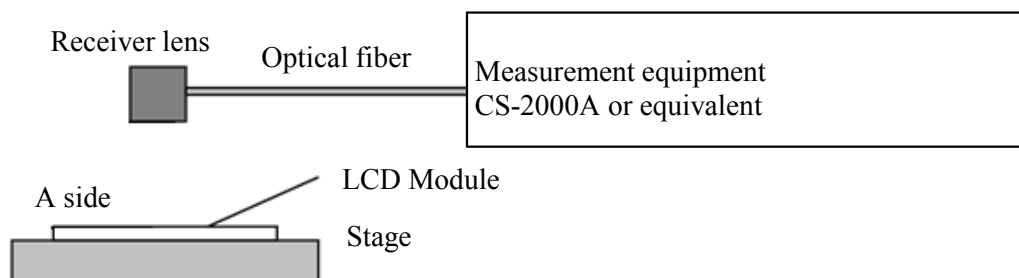 Receiver lens
Optical fiber
Measurement equipment
CS-2000A or equivalent
LCD Module
A side
Stage